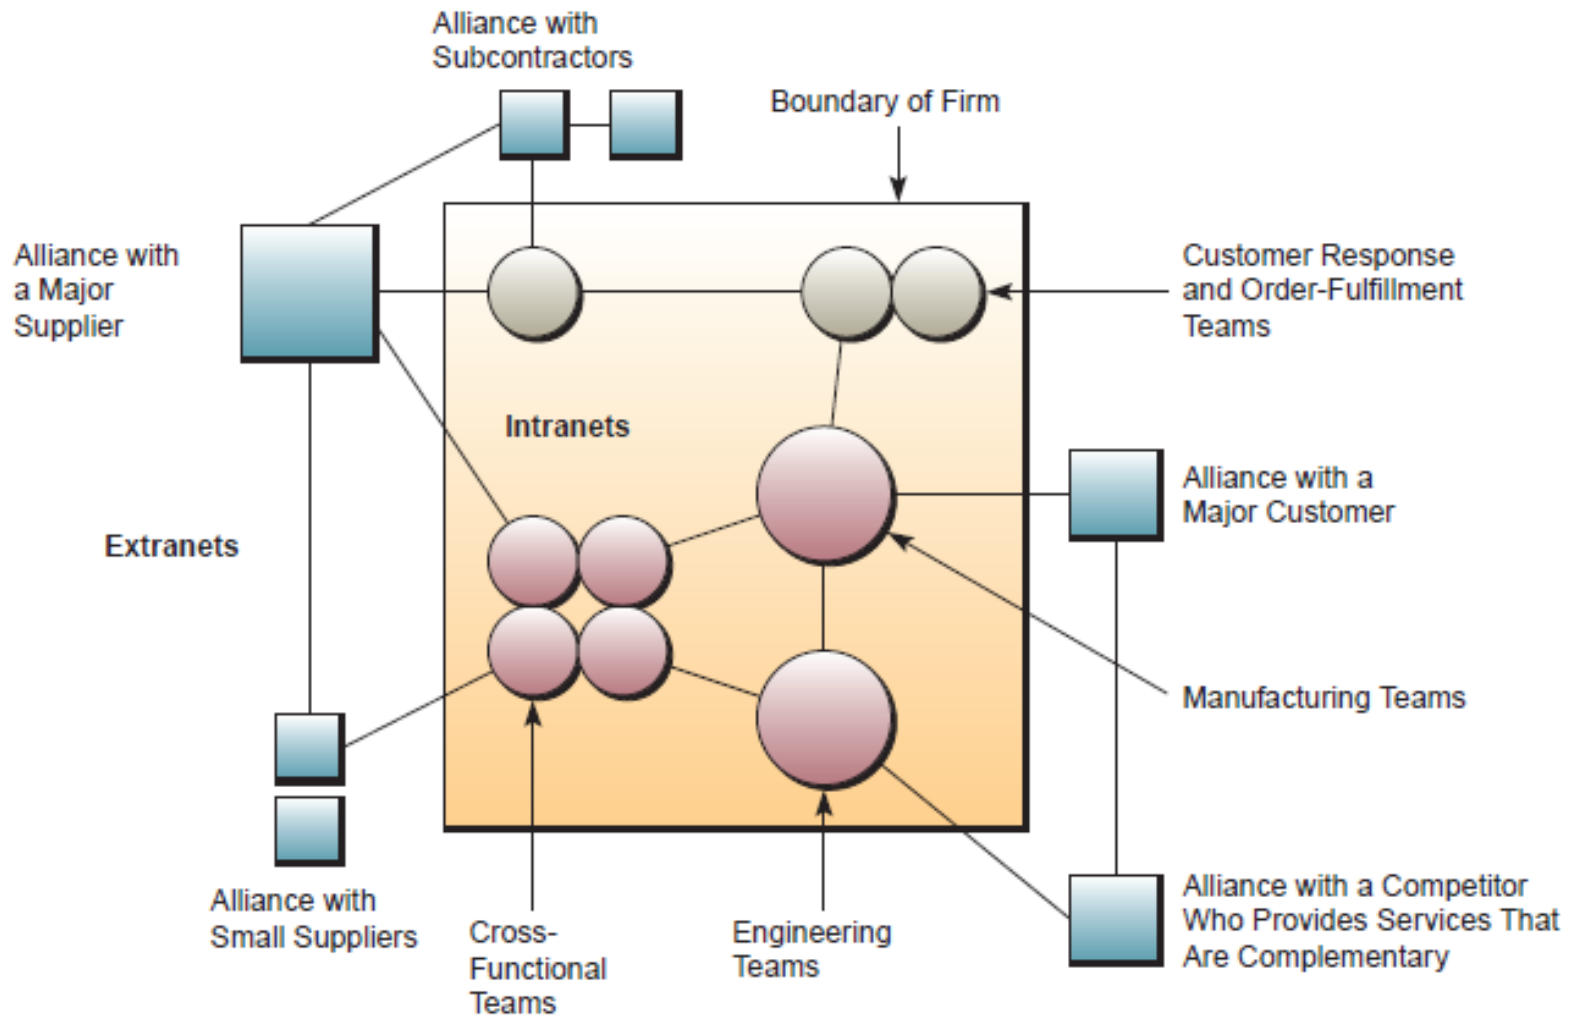 Alliance with
Subcontractors
Boundary of Firm
Alliance with
a Major
Supplier
Customer Response
and Order-Fulfillment
Teams
Intranets
Alliance with a
Major Customer
Extranets
Manufacturing Teams
Alliance with
Small Suppliers
Cross-
Functional
Teams
Engineering
Teams
Alliance with a Competitor
Who Provides Services That
Are Complementary